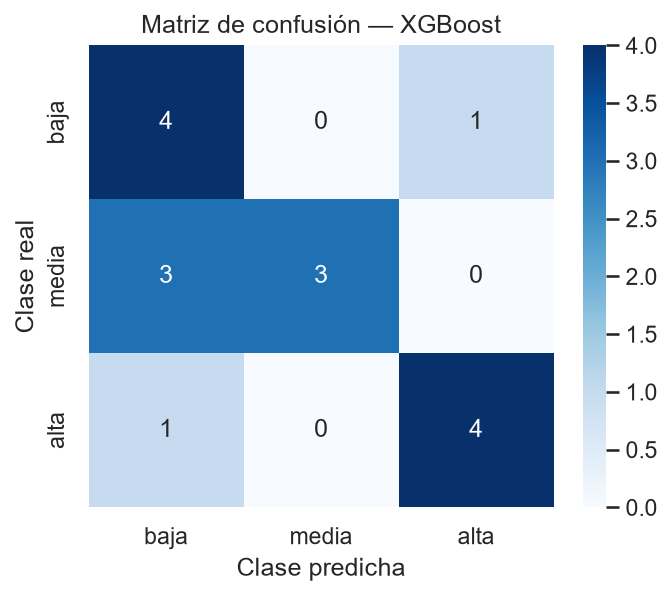 Matriz de confusión — XGBoost
Clase real
baja
4 0 1
media
3 3 0
alta
1 0 4
baja media alta
Clase predicha
4.0
3.5
3.0
2.5
2.0
1.5
1.0
0.5
0.0